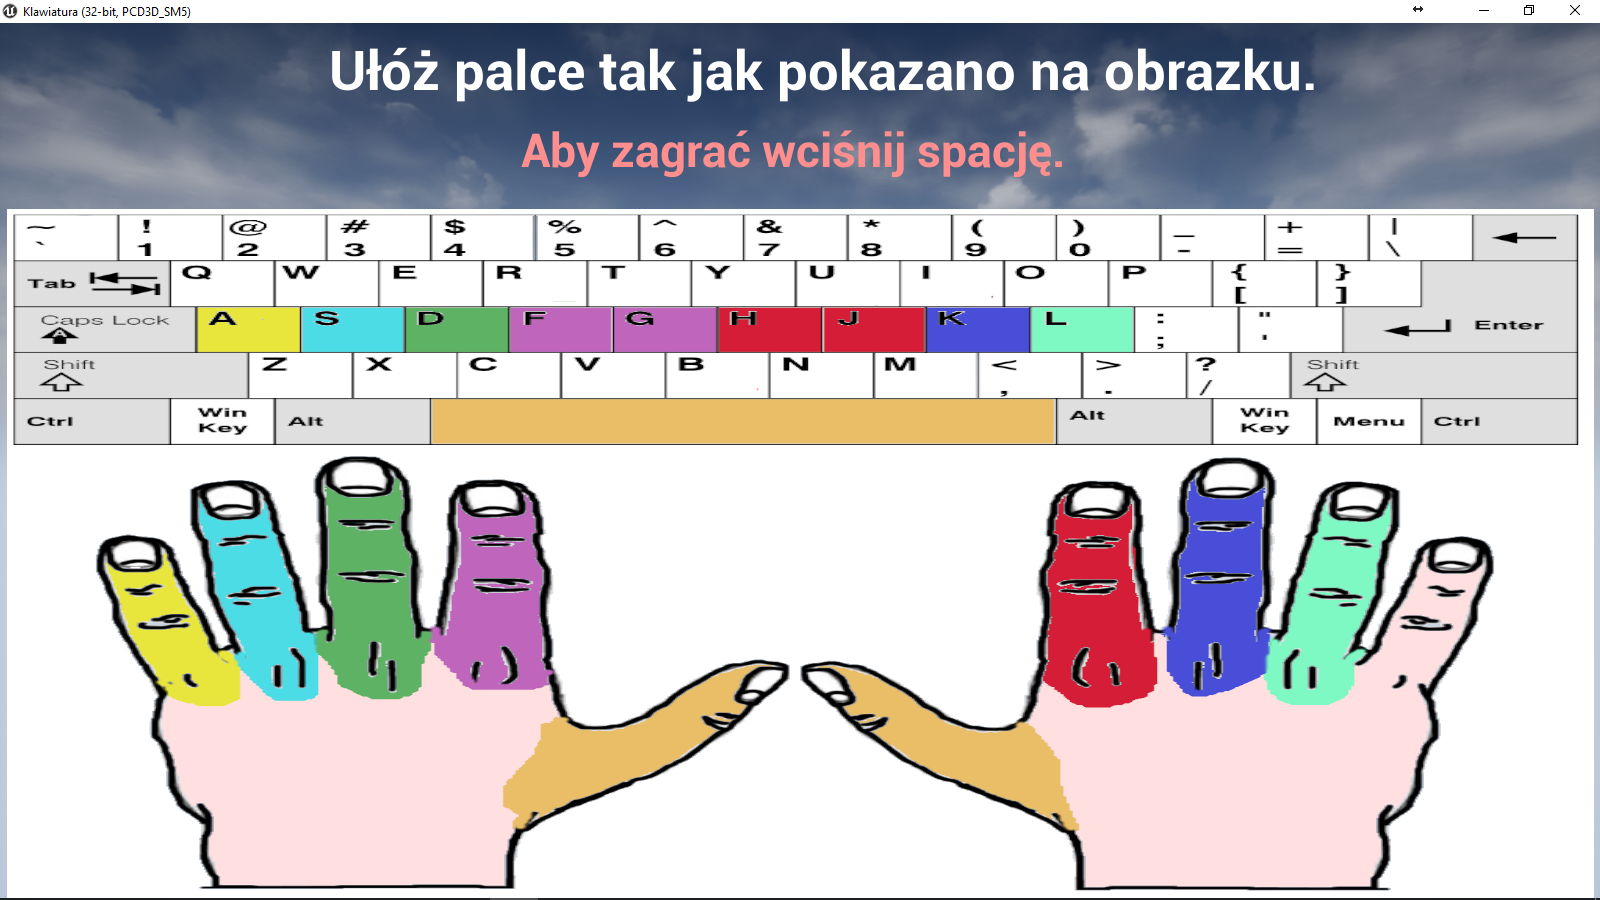 Klawiatura (32-bit, PCD3D_SM5)
Ułóż palce tak jak pokazano na obrazku.
Aby zagrać wciśnij spację.
~ ! @ # $ % ^ & * ( ) _ + |
` 1 2 3 4 5 6 7 8 9 0 - = \
Tab Q W E R T Y U I O P { }
[ ]
Caps Lock A S D F G H J K L : " Enter
; '
Shift Z X C V B N M < > ? Shift
, . /
Ctrl Win Key Alt Alt Win Key Menu Ctrl